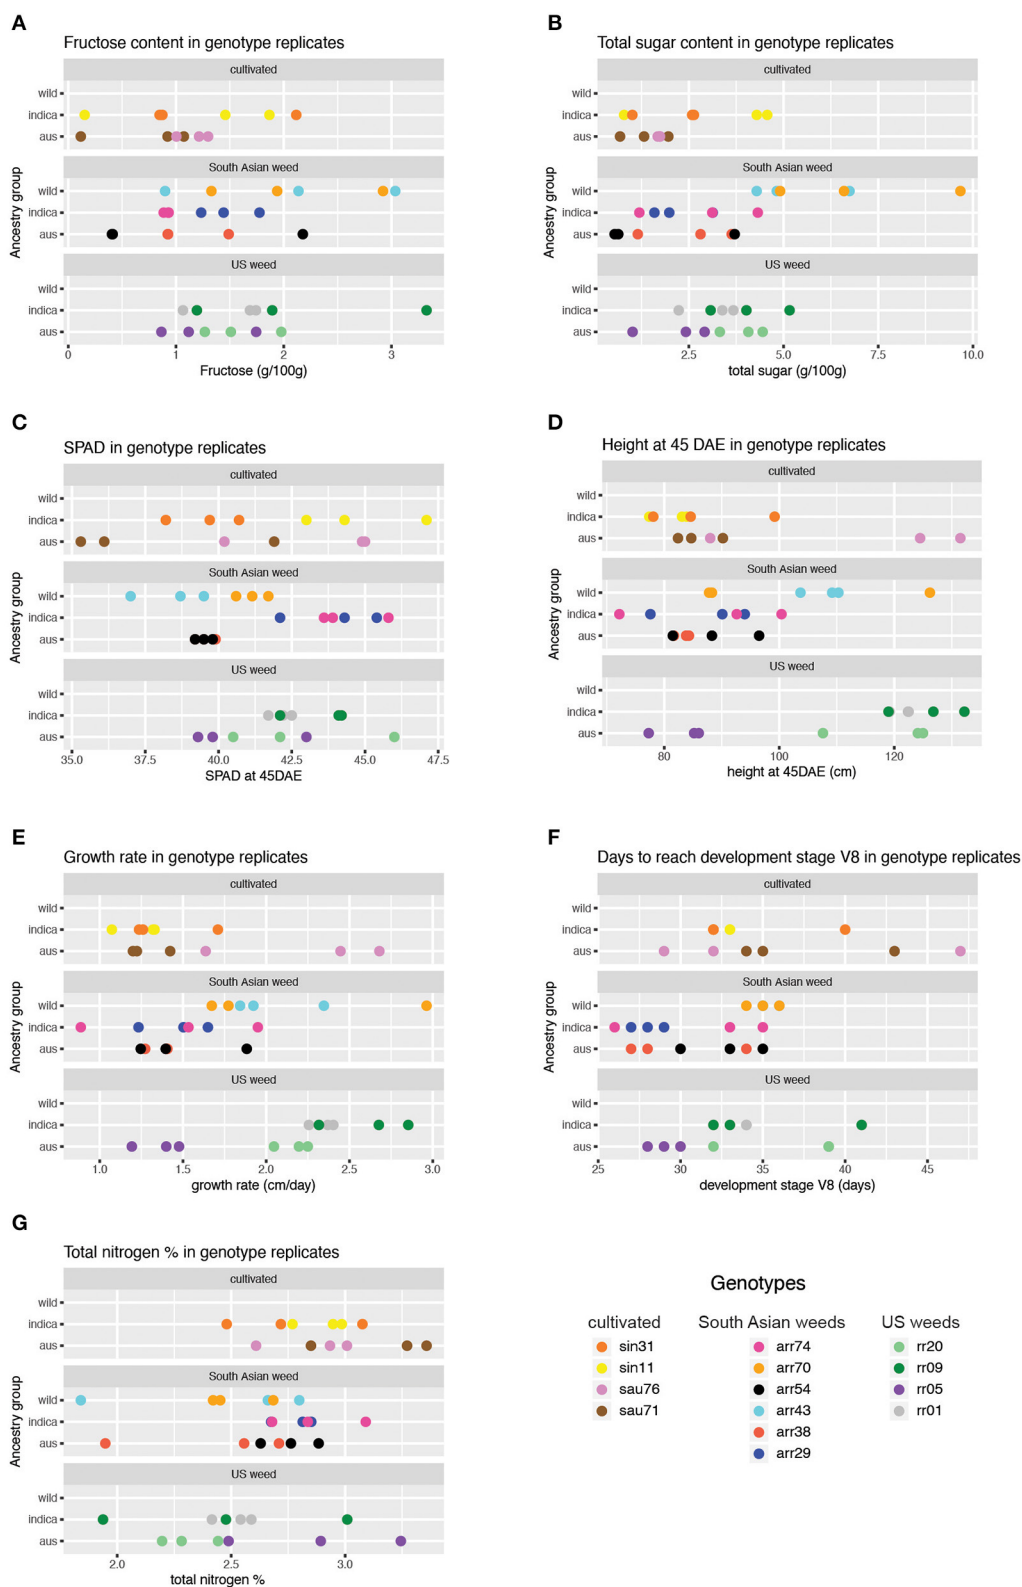 A
Fructose content in genotype replicates
cultivated
wild
indica
aus
South Asian weed
wild
indica
aus
US weed
wild
indica
aus
Ancestry group
0 1 2 3
Fructose (g/100g)
B
Total sugar content in genotype replicates
cultivated
wild
indica
aus
South Asian weed
wild
indica
aus
US weed
wild
indica
aus
Ancestry group
2.5 5.0 7.5 10.0
total sugar (g/100g)
C
SPAD in genotype replicates
cultivated
wild
indica
aus
South Asian weed
wild
indica
aus
US weed
wild
indica
aus
Ancestry group
35.0 37.5 40.0 42.5 45.0 47.5
SPAD at 45DAE
D
Height at 45 DAE in genotype replicates
cultivated
wild
indica
aus
South Asian weed
wild
indica
aus
US weed
wild
indica
aus
Ancestry group
80 100 120
height at 45DAE (cm)
E
Growth rate in genotype replicates
cultivated
wild
indica
aus
South Asian weed
wild
indica
aus
US weed
wild
indica
aus
Ancestry group
1.0 1.5 2.0 2.5 3.0
growth rate (cm/day)
F
Days to reach development stage V8 in genotype replicates
cultivated
wild
indica
aus
South Asian weeds
wild
indica
aus
US weed
wild
indica
aus
Ancestry group
25 30 35 40 45
development stage V8 (days)
G
Total nitrogen % in genotype replicates
cultivated
wild
indica
aus
South Asian weed
wild
indica
aus
US weed
wild
indica
aus
Ancestry group
2.0 2.5 3.0
total nitrogen %
Genotypes
cultivated
sin31
sin11
sau76
sau71
South Asian weeds
arr74
arr70
arr54
arr43
arr38
arr29
US weeds
rr20
rr09
rr05
rr01